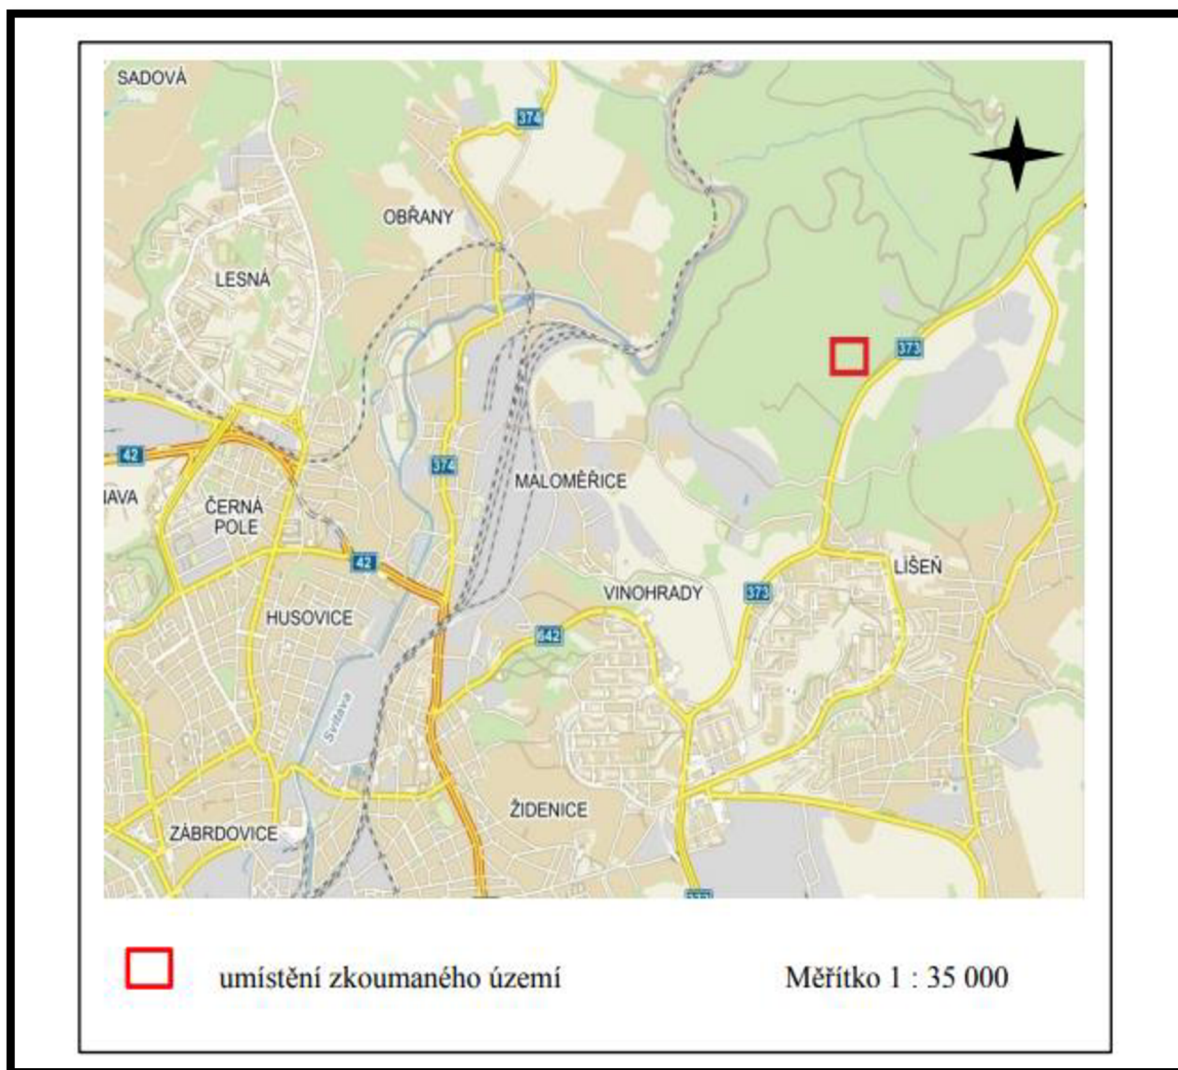 SADOVÁ
374
OBŘANY
LESNÁ
373
42
374
MALOMĚŘICE
ČERNÁ
POLE
42
LÍŠEŇ
VINOHRADY
373
HUSOVICE
642
Svitava
ŽIDENICE
ZÁBRDOVICE
umístění zkoumaného území
Měřítko 1 : 35 000